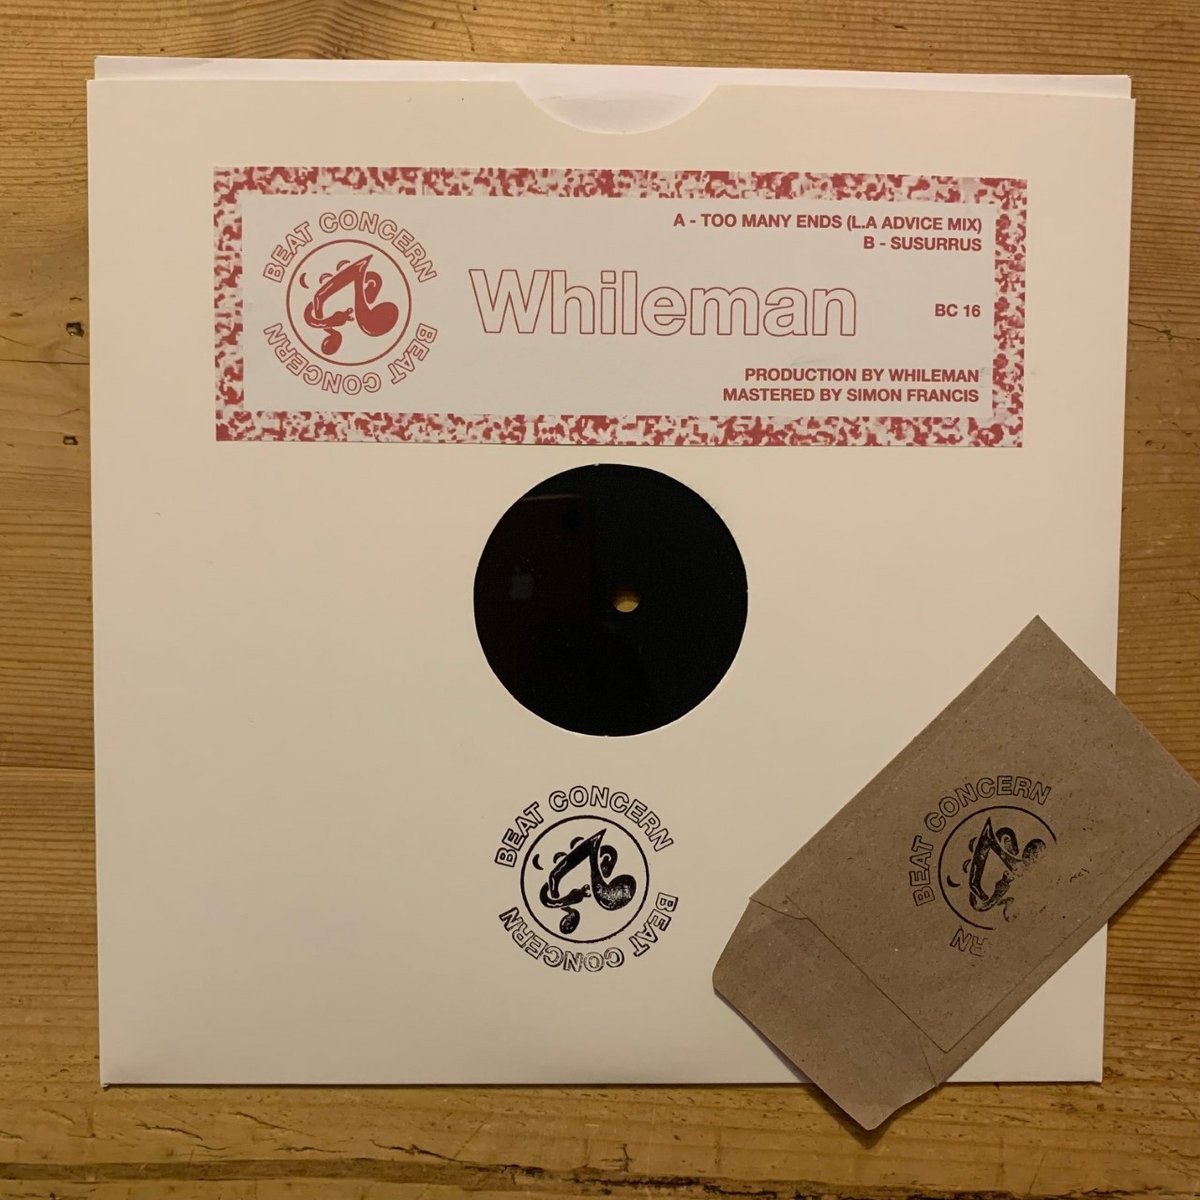 BEAT CONCERN
BEAT CONCERN
A - TOO MANY ENDS (L.A ADVICE MIX)
B - SUSURRUS
Whileman
BC 16
PRODUCTION BY WHILEMAN
MASTERED BY SIMON FRANCIS
BEAT CONCERN
BEAT CONCERN
BEAT CONCERN
RN